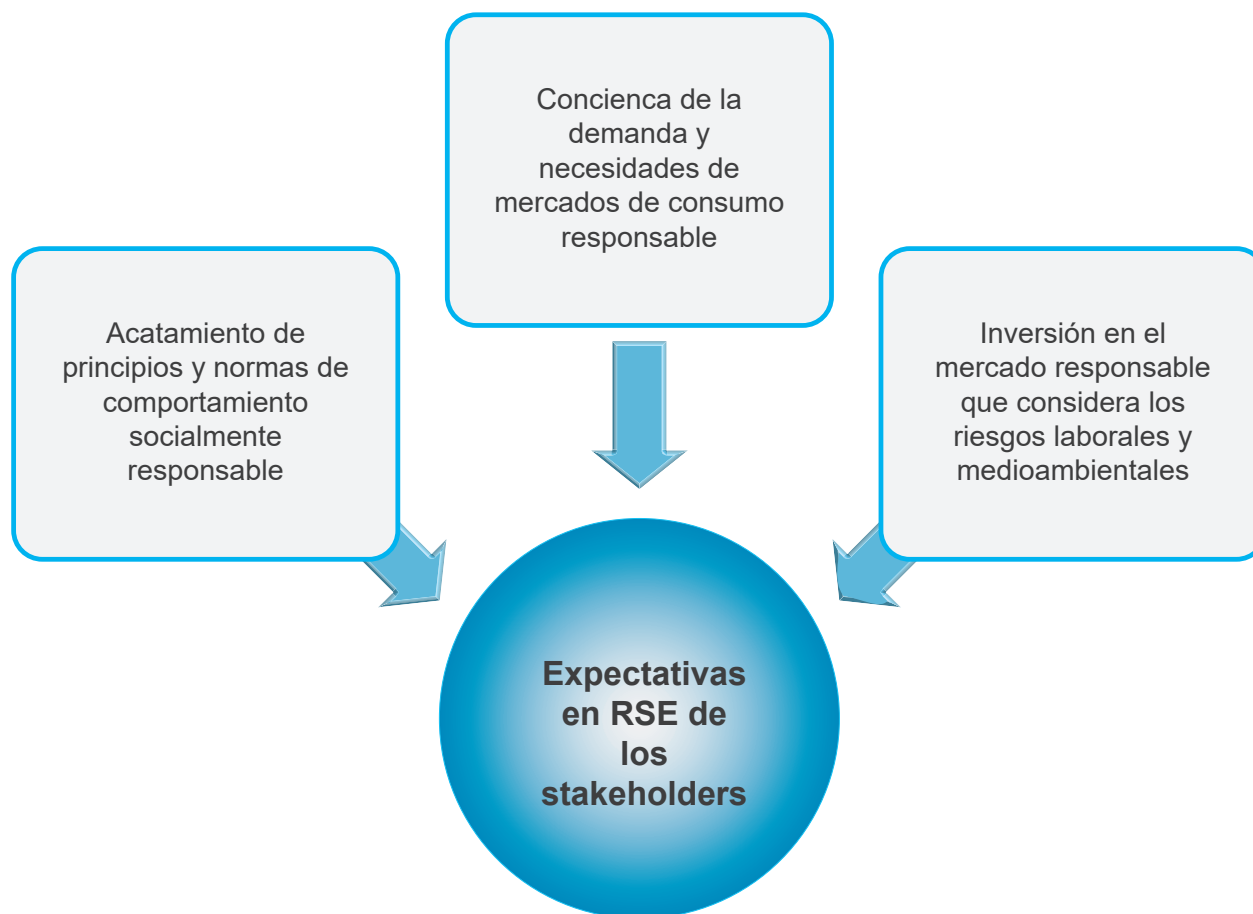 Concienca de la
demanda y
necesidades de
mercados de consumo
responsable
Acatamiento de
principios y normas de
comportamiento
socialmente
responsable
Inversión en el
mercado responsable
que considera los
riesgos laborales y
medioambientales
Expectativas
en RSE de
los
stakeholders